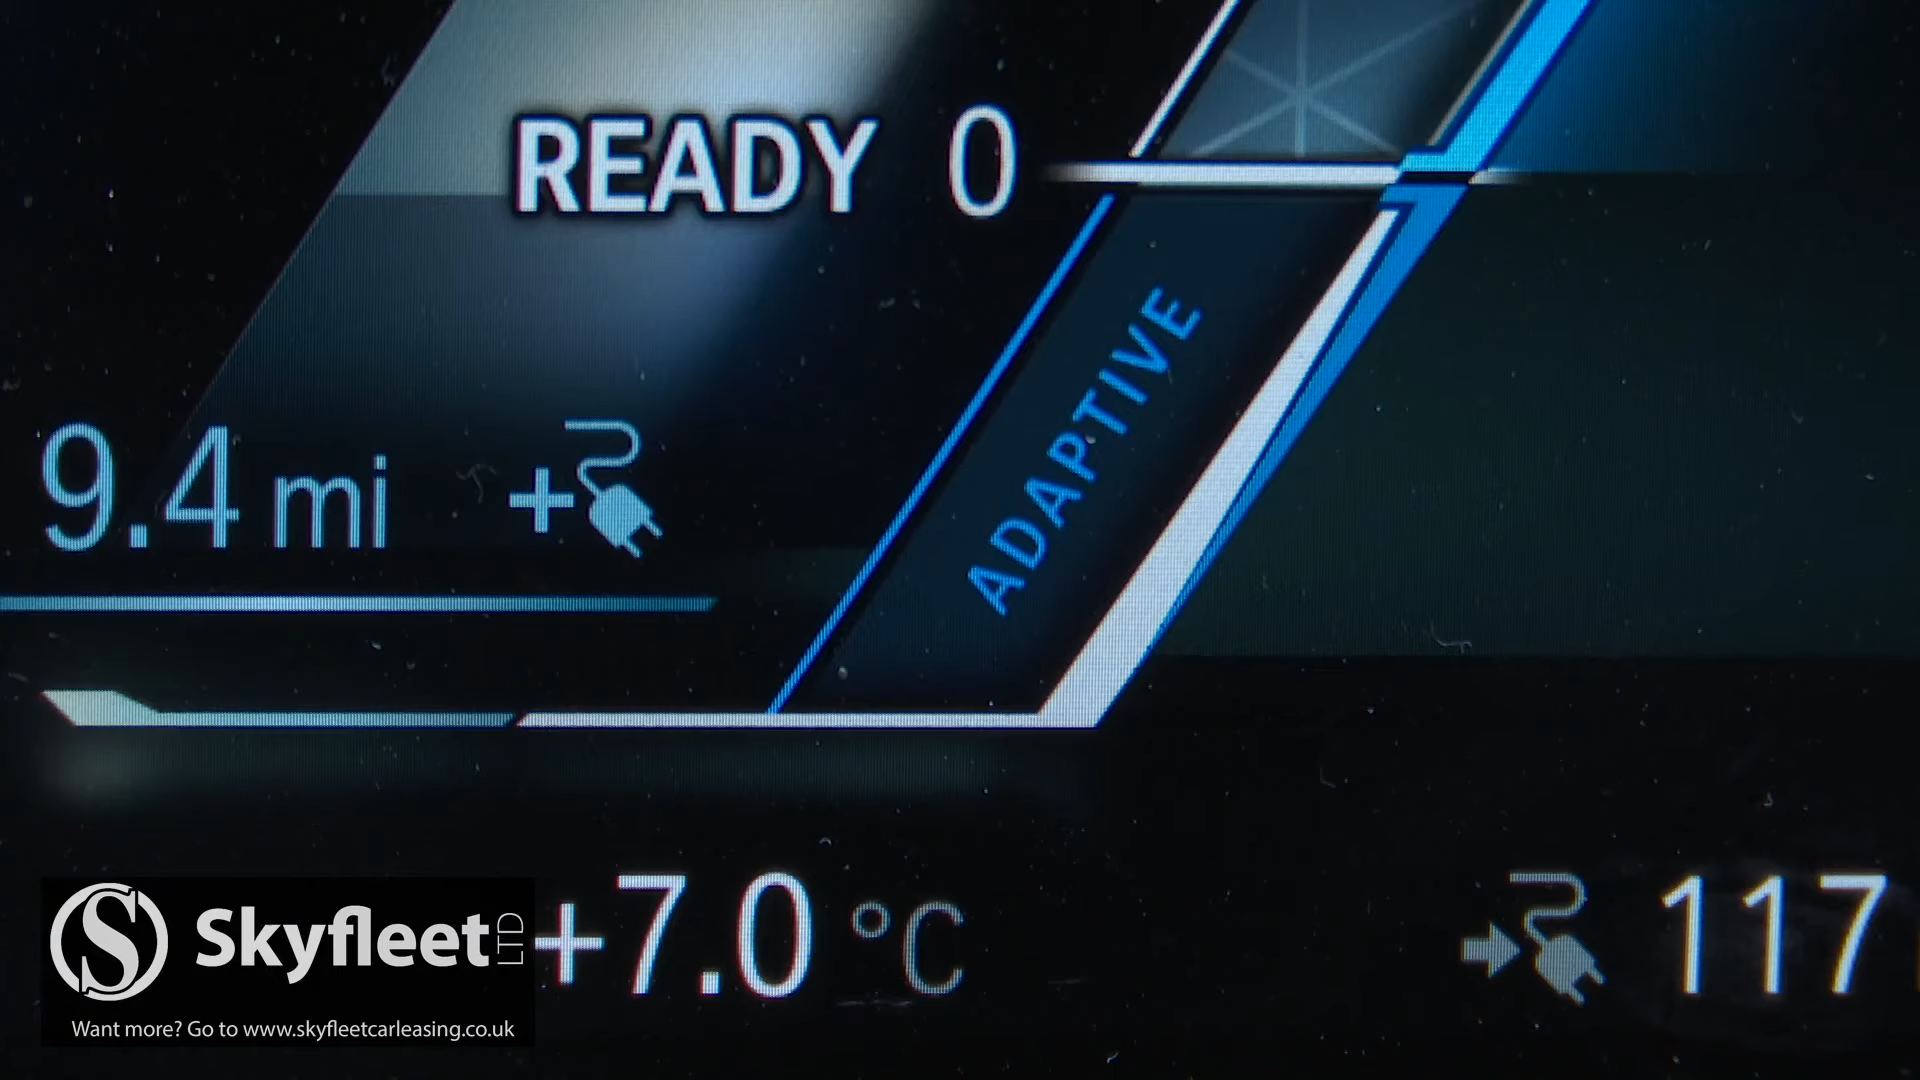 READY 0
ADAPTIVE
9.4 mi
+7.0 °C
117
Skyfleet LTD
Want more? Go to www.skyfleetcarleasing.co.uk